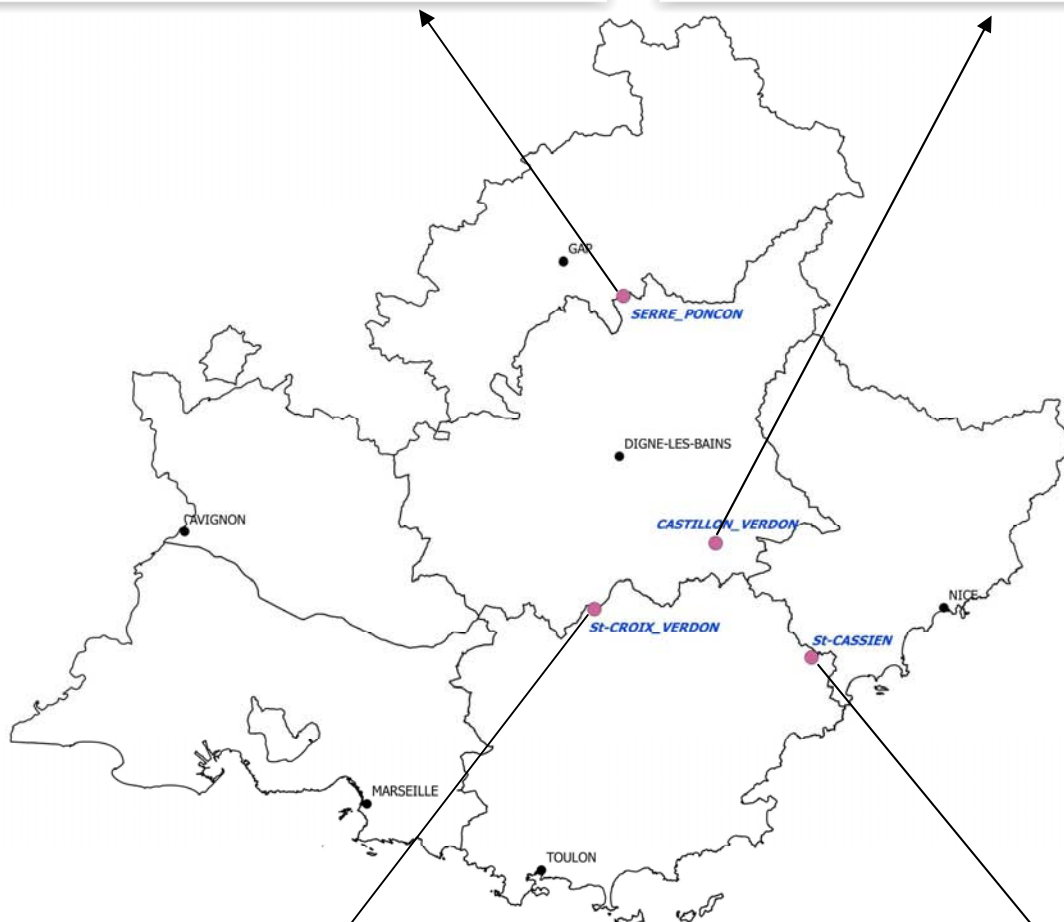 GAP
SERRE_PONCON
DIGNE-LES-BAINS
AVIGNON
CASTILLON_VERDON
NICE
St-CROIX_VERDON
St-CASSIEN
MARSEILLE
TOULON